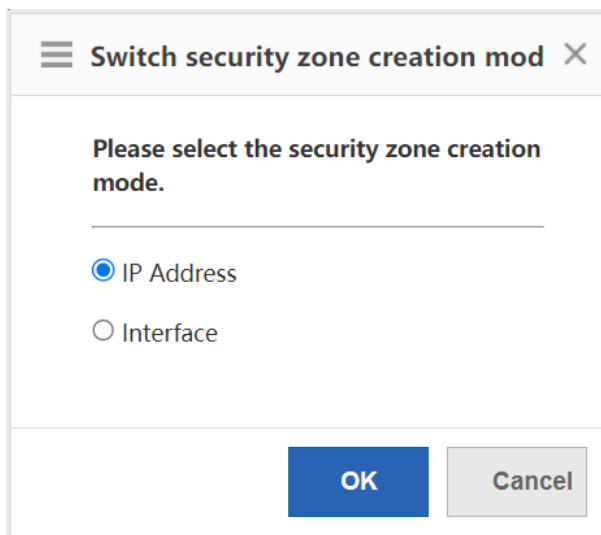 Switch security zone creation mod
Please select the security zone creation
mode.
IP Address
Interface
OK
Cancel